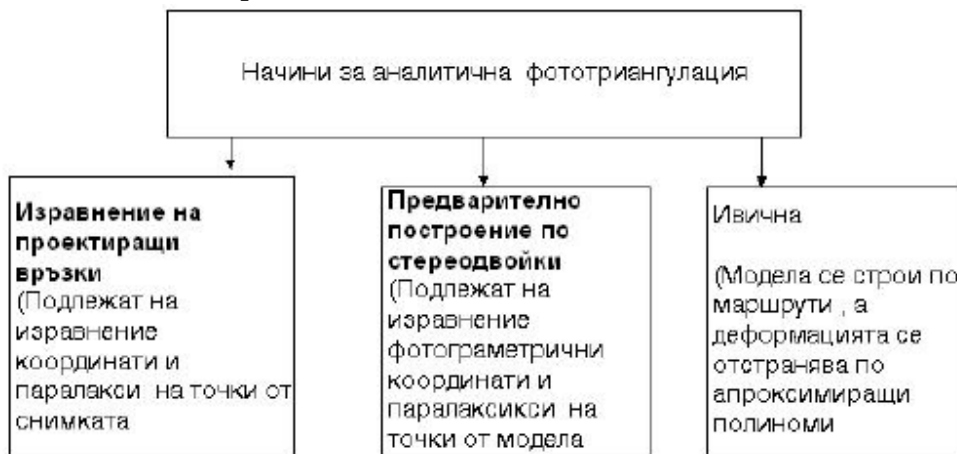 Начини за аналитична фототриангулация
Изравнение на
проектиращи
връзки
(Подлежат на
изравнение
координати и
паралакси на точки от
снимката
Предварително
построение по
стереодвойки
(Подлежат на
изравнение
фотограметрични
координати и
паралаксикси на
точки от модела
Ивична
(Модела се строи по
маршрути , а
деформацията се
отстранява по
апроксимиращи
полиноми